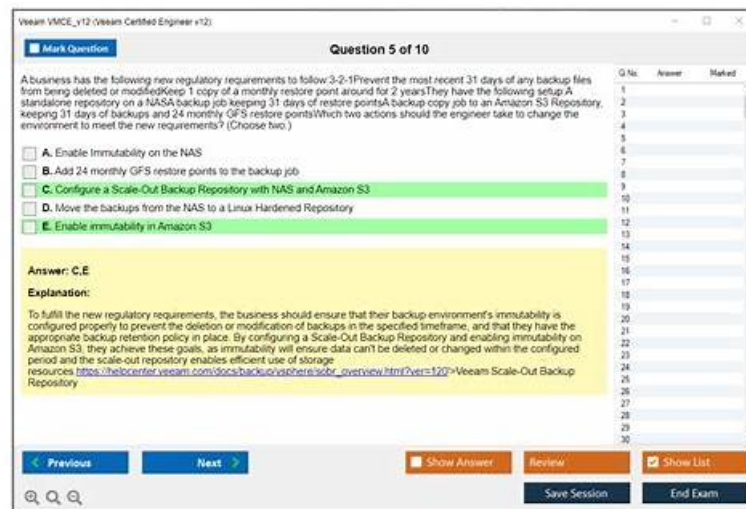 Veeam VMCE_v12 (Veeam Certified Engineer v12)
Mark Question
Question 5 of 10
A business has the following new regulatory requirements to follow:3-2-1Prevent the most recent 31 days of any backup files
from being deleted or modifiedKeep 1 copy of a monthly restore point around for 2 yearsThey have the following setup:A
standalone repository on a NASA backup job keeping 31 days of restore pointsA backup copy job to an Amazon S3 Repository,
keeping 31 days of backups and 24 monthly GFS restore pointsWhich two actions should the engineer take to change the
environment to meet the new requirements? (Choose two.)
A. Enable Immutability on the NAS
B. Add 24 monthly GFS restore points to the backup job
C. Configure a Scale-Out Backup Repository with NAS and Amazon S3
D. Move the backups from the NAS to a Linux Hardened Repository
E. Enable immutability in Amazon S3
Answer: C,E
Explanation:
To fulfill the new regulatory requirements, the business should ensure that their backup environment's immutability is
configured properly to prevent the deletion or modification of backups in the specified timeframe, and that they have the
appropriate backup retention policy in place. By configuring a Scale-Out Backup Repository and enabling immutability on
Amazon S3, they achieve these goals, as immutability will ensure data can't be deleted or changed within the configured
period and the scale-out repository enables efficient use of storage
resources.https://helpcenter.veeam.com/docs/backup/vsphere/sobr_overview.html?ver=120'>Veeam Scale-Out Backup
Repository
Q.No. Answer Marked
1
2
3
4
5
6
7
8
9
10
11
12
13
14
15
16
17
18
19
20
21
22
23
24
25
26
27
28
29
30
Previous
Next
Show Answer
Review
Show List
Save Session
End Exam